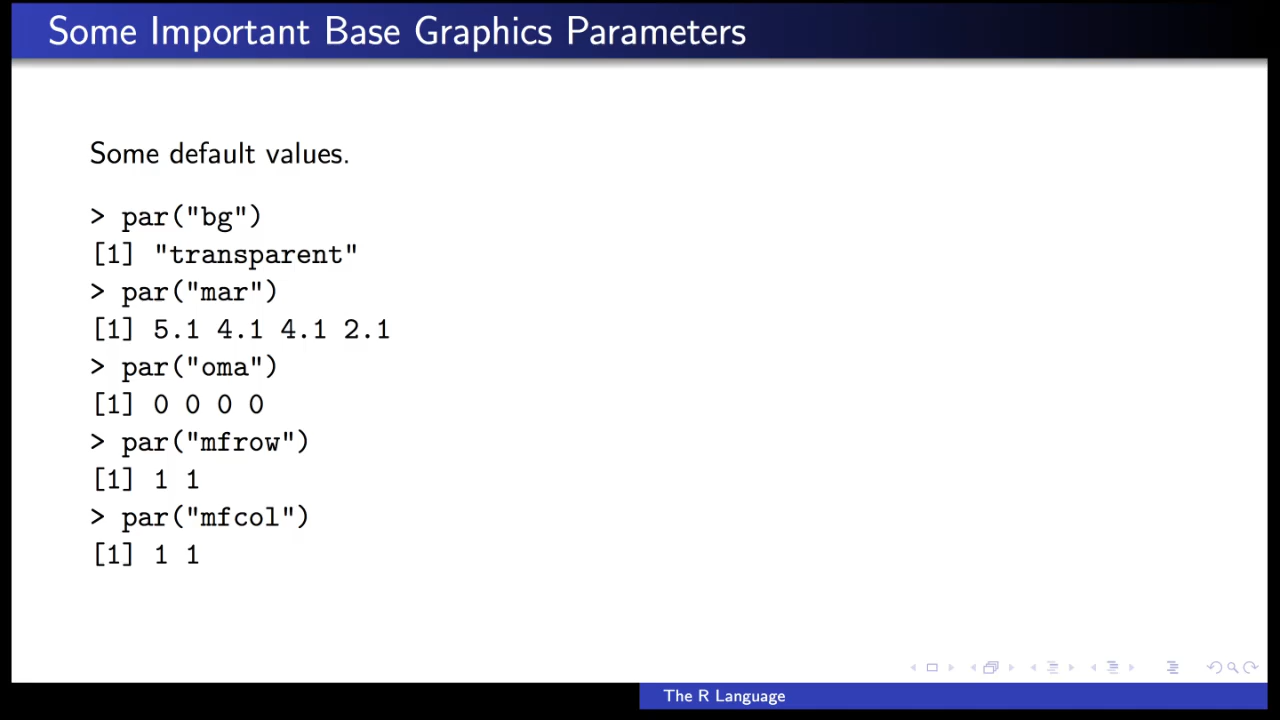 Some Important Base Graphics Parameters
Some default values.
> par("bg")
[1] "transparent"
> par("mar")
[1] 5.1 4.1 4.1 2.1
> par("oma")
[1] 0 0 0 0
> par("mfrow")
[1] 1 1
> par("mfcol")
[1] 1 1
The R Language